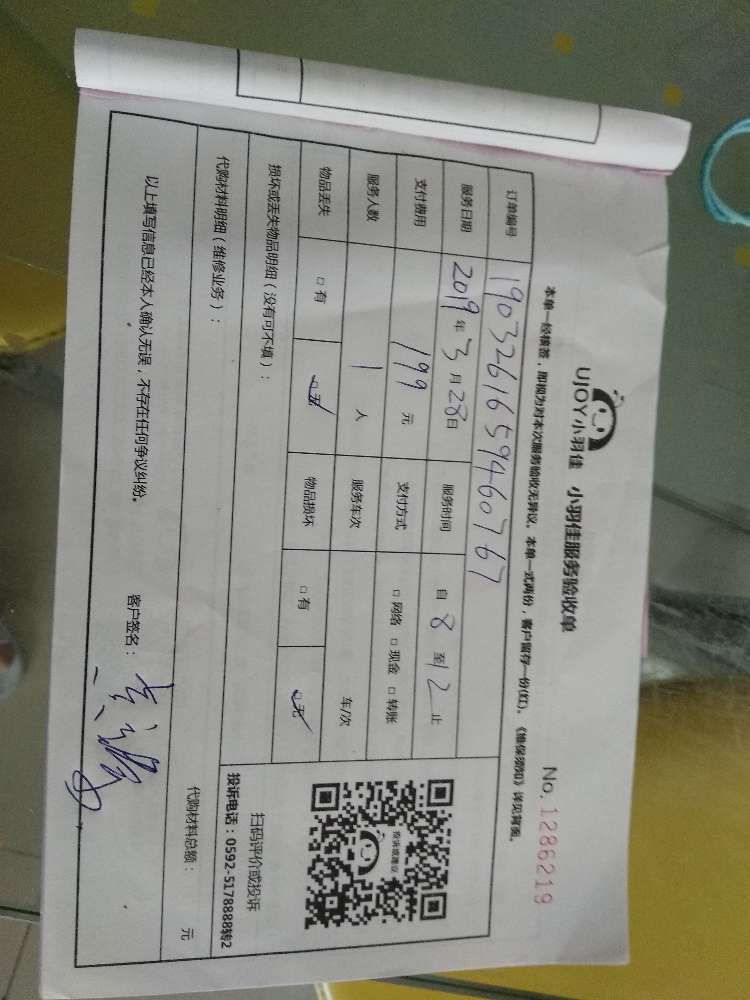 UJOY小羽佳 小羽佳服务验收单 No. 1286219
本单一经核签，即视为对本次服务验收无异议。本单一式两份，客户留存一份(红)。《维保须知》详见背面。
订单编号 1903261659460767
服务日期 2019年3月28日 服务时间 自8至12止
支付费用 199元 支付方式 □网络 □现金 □转账
服务人数 1人 服务车次 车/次
物品丢失 □有 □无 物品损坏 □有 □无
损坏或丢失物品明细（没有可不填）：
投诉或建议
扫码评价或投诉
投诉电话：0592-5178888转2
代购材料明细（维修业务）： 代购材料总额： 元
以上填写信息已经本人确认无误，不存在任何争议纠纷。 客户签名：